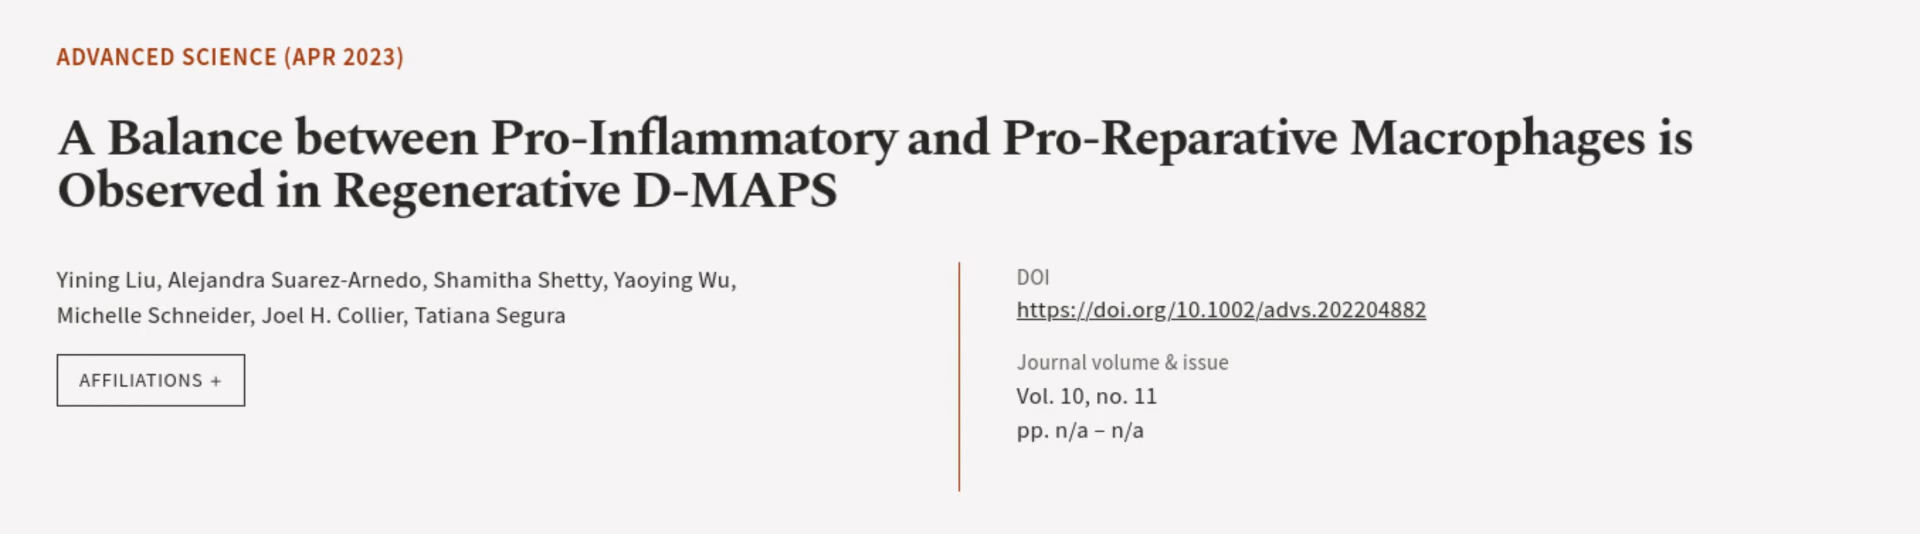 ADVANCED SCIENCE (APR 2023)
A Balance between Pro-Inflammatory and Pro-Reparative Macrophages is
Observed in Regenerative D-MAPS
Yining Liu, Alejandra Suarez-Arnedo, Shamitha Shetty, Yaoying Wu,
Michelle Schneider, Joel H. Collier, Tatiana Segura
AFFILIATIONS +
DOI
https://doi.org/10.1002/advs.202204882
Journal volume & issue
Vol. 10, no. 11
pp. n/a – n/a